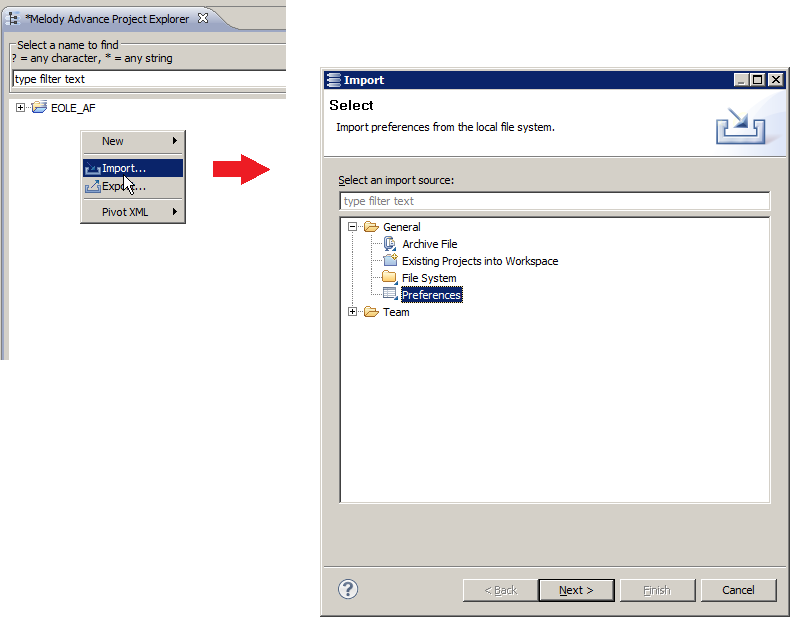 *Melody Advance Project Explorer
Select a name to find
? = any character, * = any string
type filter text
EOLE_AF
New
Import...
Export...
Pivot XML
Import
Select
Import preferences from the local file system.
Select an import source:
type filter text
General
Archive File
Existing Projects into Workspace
File System
Preferences
Team
?
< Back
Next >
Finish
Cancel